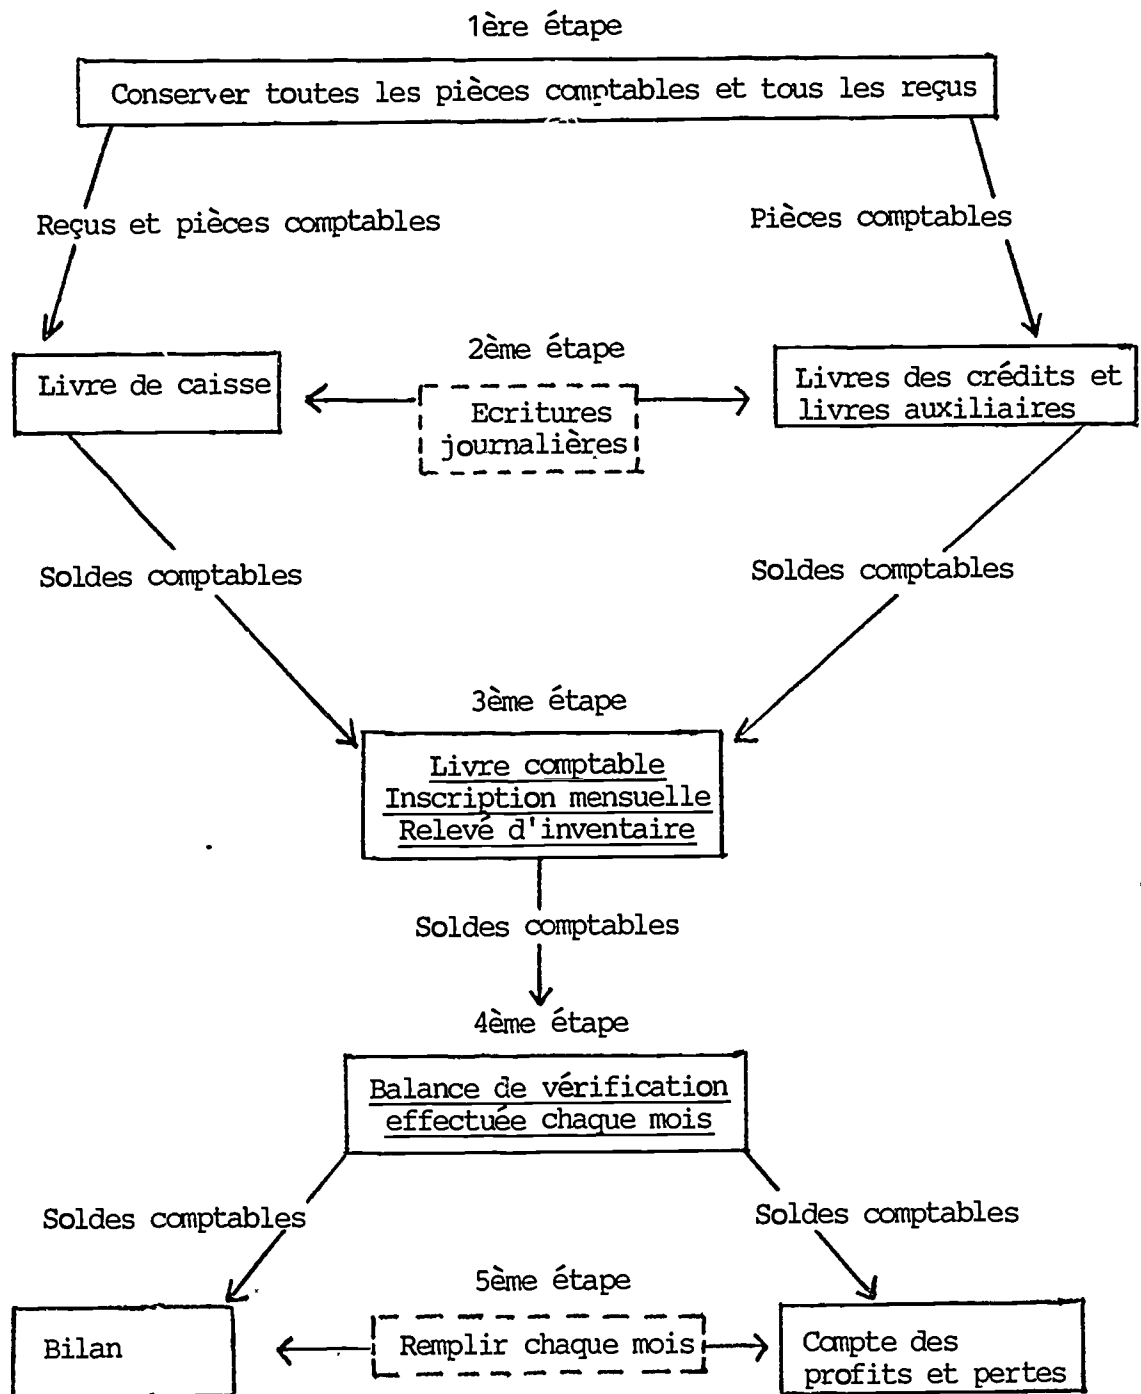 1ère étape
Conserver toutes les pièces comptables et tous les reçus
Reçus et pièces comptables
Pièces comptables
2ème étape
Livre de caisse
Ecritures
journalières
Livres des crédits et
livres auxiliaires
Soldes comptables
Soldes comptables
3ème étape
Livre comptable
Inscription mensuelle
Relevé d'inventaire
Soldes comptables
4ème étape
Balance de vérification
effectuée chaque mois
Soldes comptables
Soldes comptables
5ème étape
Bilan
Remplir chaque mois
Compte des
profits et pertes